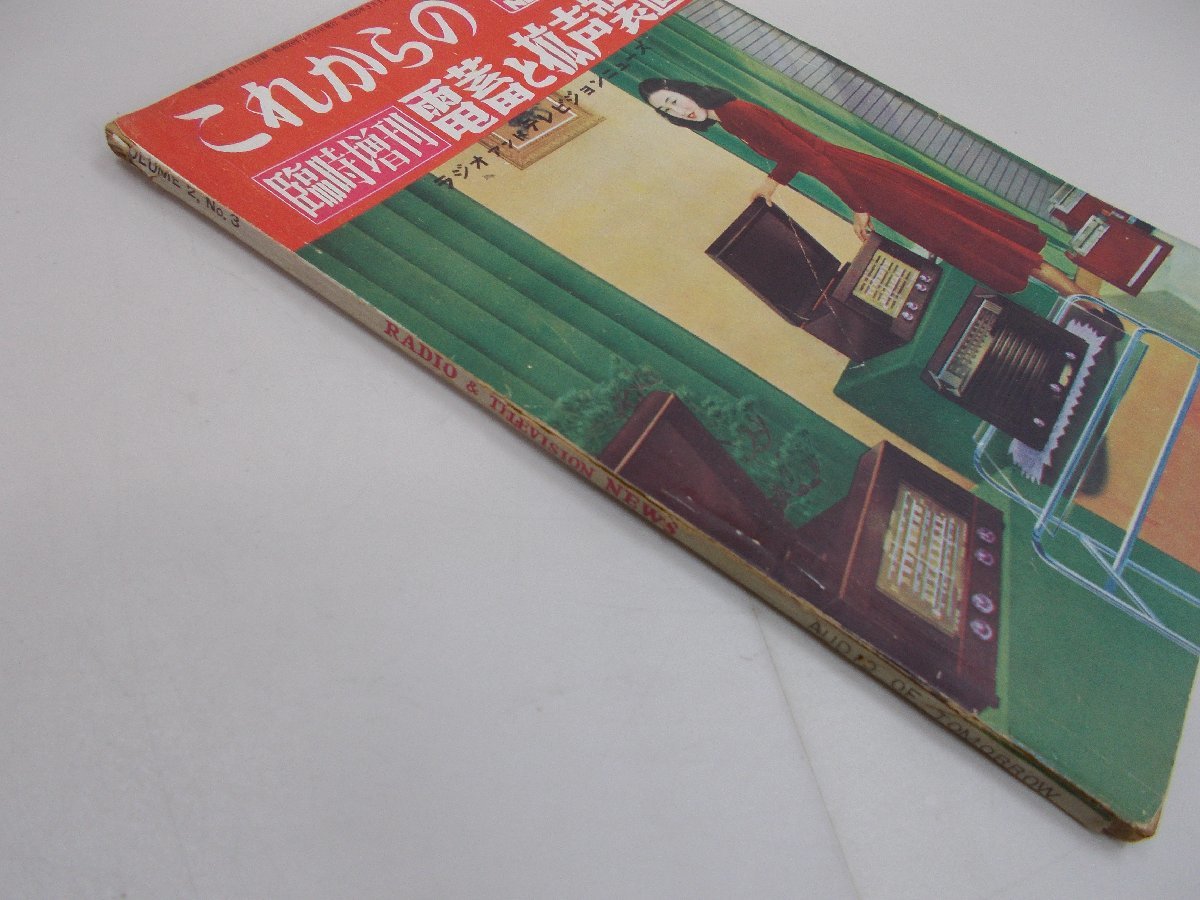 これからの
臨時増刊
電蓄と拡声装
ラジオアンドテレビジョンニュース
VOLUME 2, No. 3
RADIO & TELEVISION NEWS
AUDIO OF TOMORROW